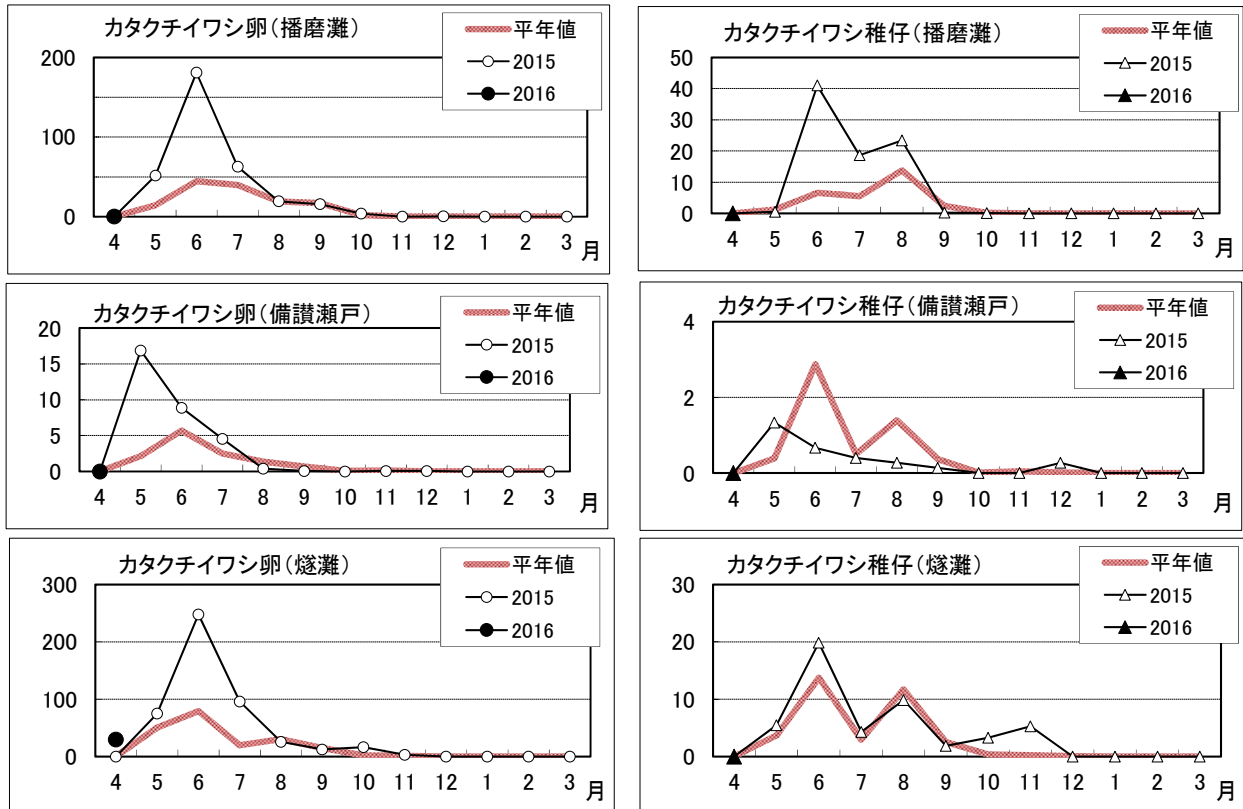 カタクチイワシ卵(播磨灘)
平年値
2015
2016
200
100
0
4 5 6 7 8 9 10 11 12 1 2 3 月
カタクチイワシ稚仔(播磨灘)
平年値
2015
2016
50
40
30
20
10
0
4 5 6 7 8 9 10 11 12 1 2 3 月
カタクチイワシ卵(備讃瀬戸)
平年値
2015
2016
20
15
10
5
0
4 5 6 7 8 9 10 11 12 1 2 3 月
カタクチイワシ稚仔(備讃瀬戸)
平年値
2015
2016
4
2
0
4 5 6 7 8 9 10 11 12 1 2 3 月
カタクチイワシ卵(燧灘)
平年値
2015
2016
300
200
100
0
4 5 6 7 8 9 10 11 12 1 2 3 月
カタクチイワシ稚仔(燧灘)
平年値
2015
2016
30
20
10
0
4 5 6 7 8 9 10 11 12 1 2 3 月